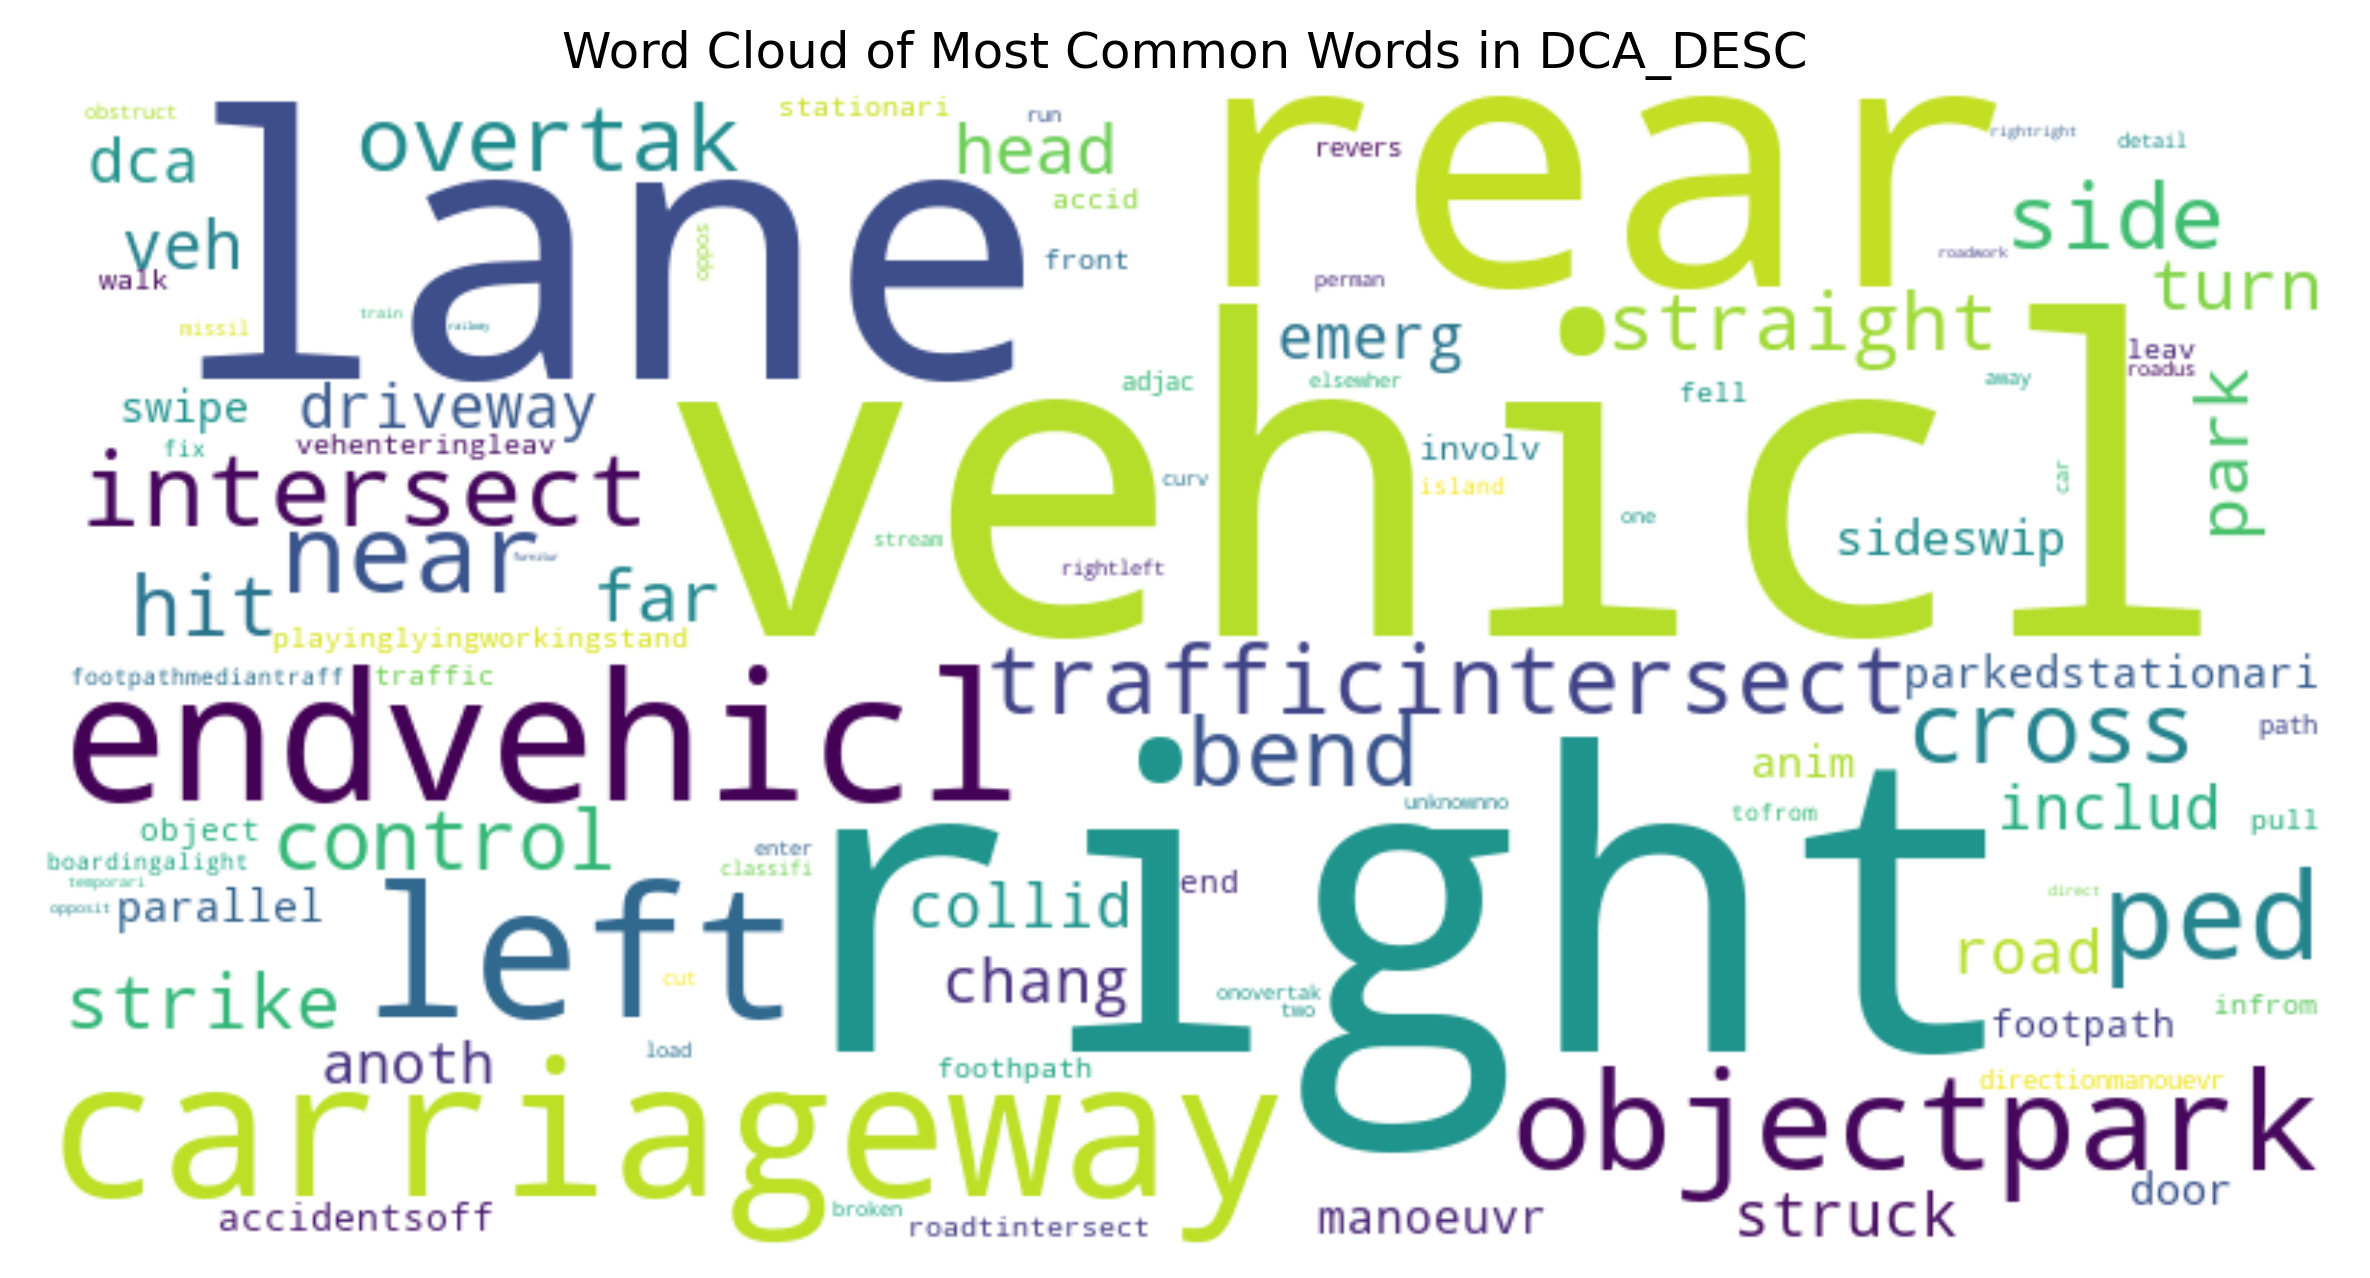 Word Cloud of Most Common Words in DCA_DESC
obstruct
lane
overtak
stationari
head
run
rear
revers
rightright
detail
dca
accid
side
veh
walk
oppos
front
roadwork
perman
turn
missil
train
railway
emerg
straight
leav
roadus
vehicl
adjac
elsewher
fell
away
park
swipe
driveway
fix
vehenteringleav
involv
intersect
curv
island
car
one
near
furnitur
stream
rightleft
sideswip
hit
far
playinglyingworkingstand
footpathmediantraff
traffic
trafficintersect
parkedstationari
endvehicl
cross
path
bend
anim
right
unknownno
tofrom
includ
pull
object
control
boardingalight
enter
classifi
temporari
opposit
parallel
left
collid
end
direct
ped
road
strike
cut
chang
onovertak
two
infrom
footpath
anoth
load
foothpath
directionmanouevr
carriageway
objectpark
door
accidentsoff
broken
roadtintersect
manoeuvr
struck